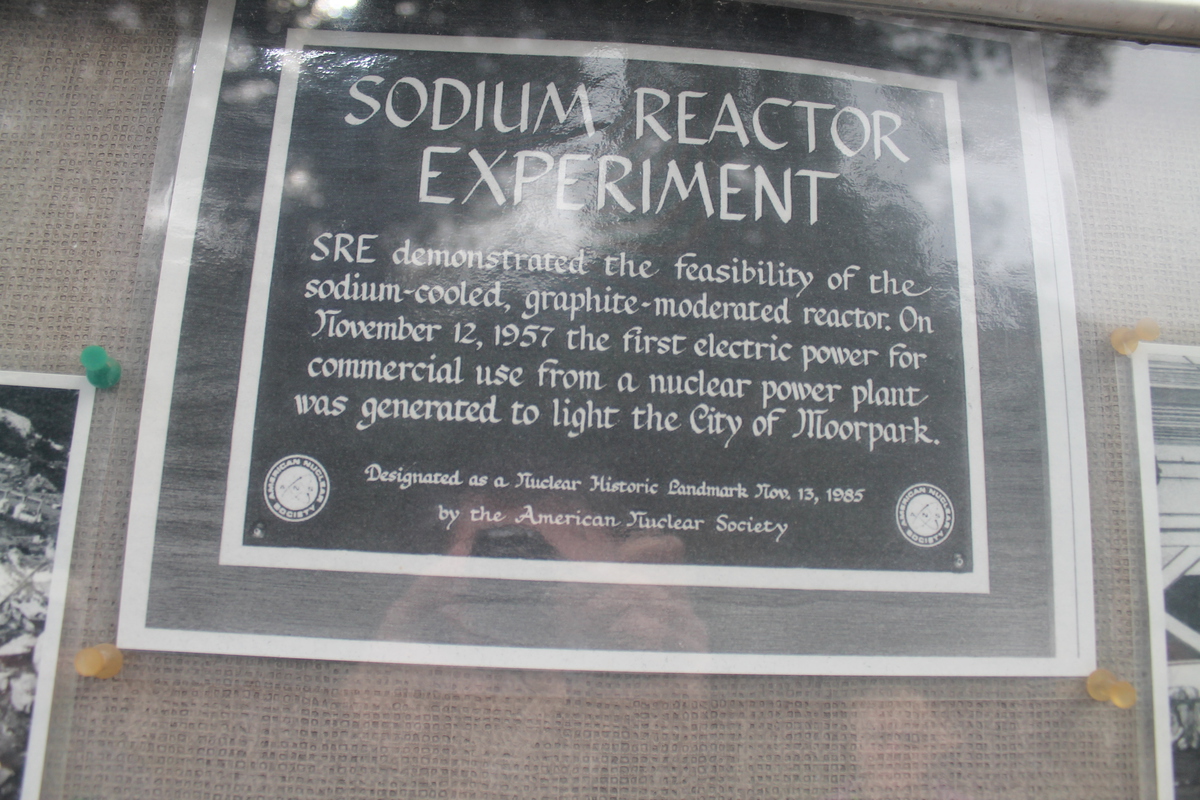 SODIUM REACTOR
EXPERIMENT
SRE demonstrated the feasibility of the
sodium-cooled, graphite-moderated reactor. On
November 12, 1957 the first electric power for
commercial use from a nuclear power plant
was generated to light the City of Moorpark.
Designated as a Nuclear Historic Landmark Nov. 13, 1985
by the American Nuclear Society
AMERICAN NUCLEAR SOCIETY
AMERICAN NUCLEAR SOCIETY